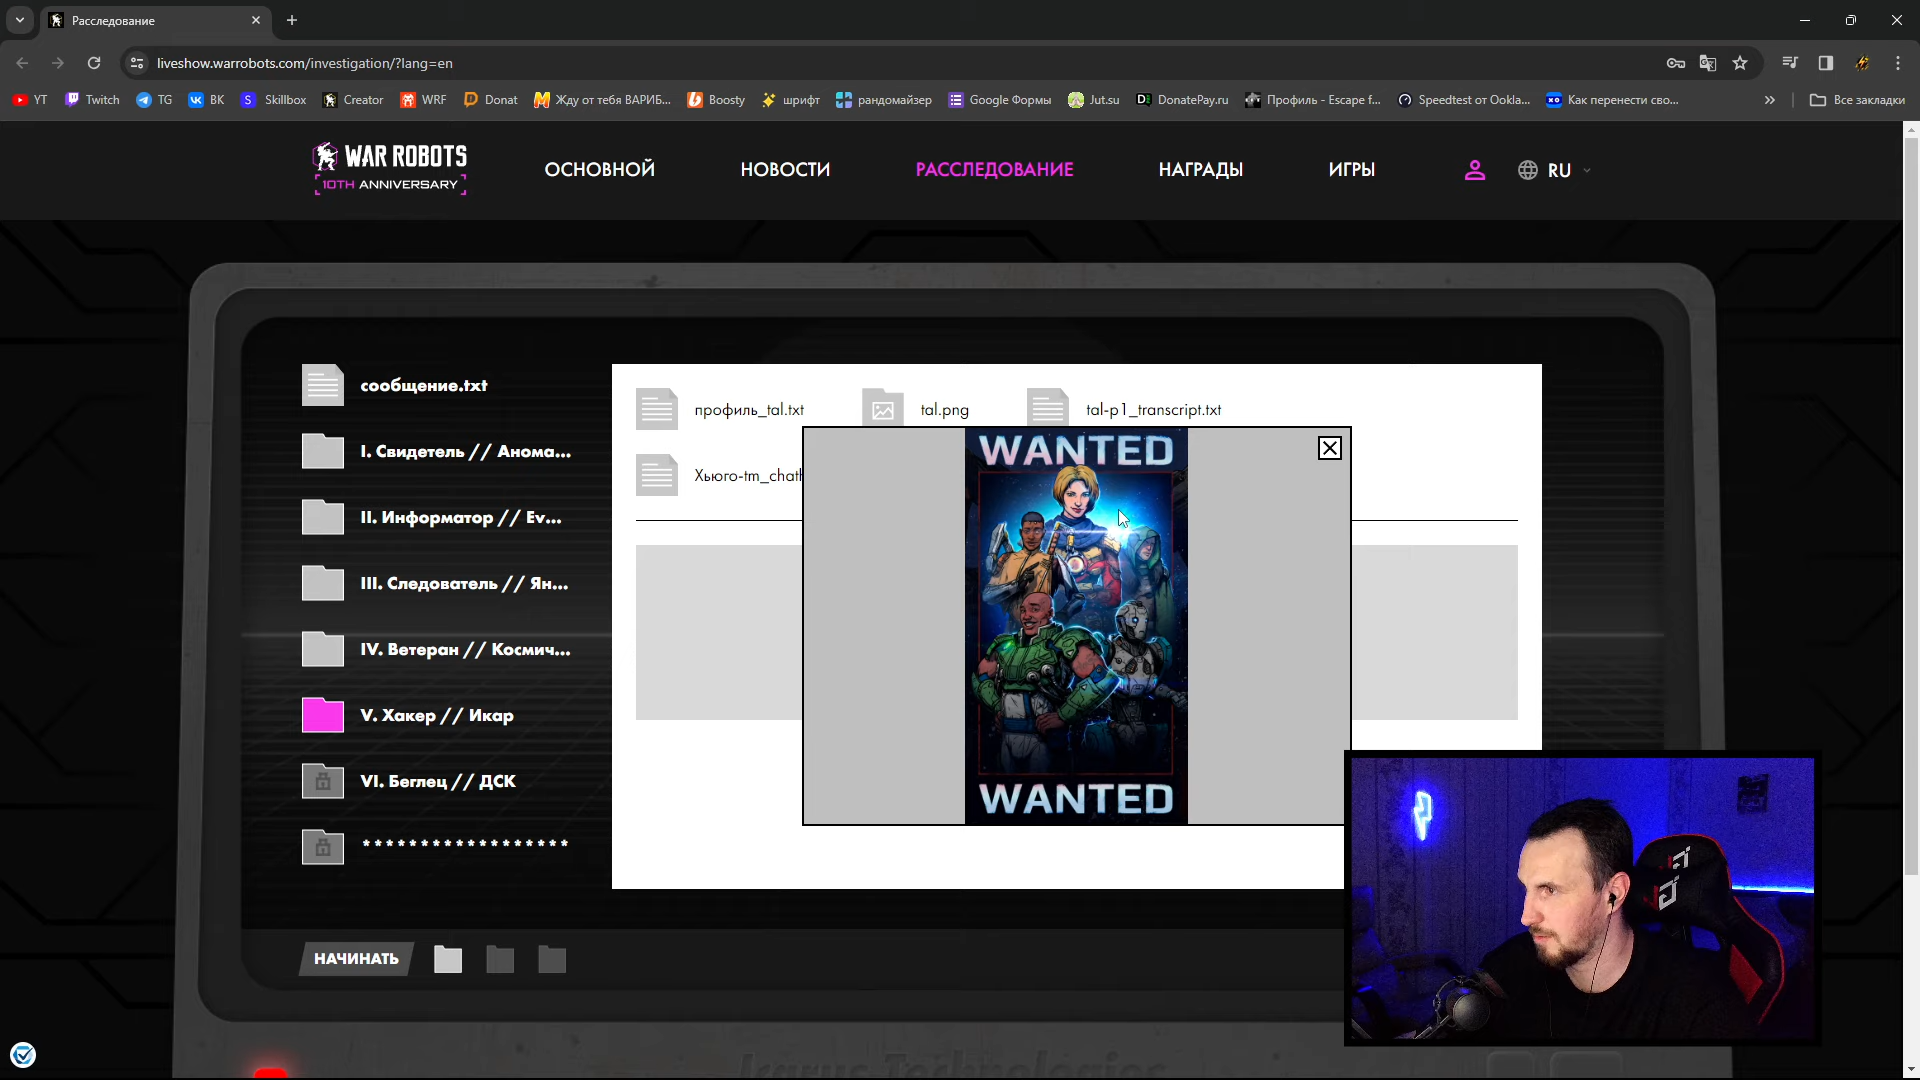 Расследование
liveshow.warrobots.com/investigation/?lang=en
YT
Twitch
TG
ВК
Skillbox
Creator
WRF
Donat
Жду от тебя ВАРИБ...
Boosty
шрифт
рандомайзер
Google Формы
Jut.su
DonatePay.ru
Профиль - Escape f...
Speedtest от Ookla...
Как перенести сво...
Все закладки
WAR ROBOTS
10TH ANNIVERSARY
ОСНОВНОЙ
НОВОСТИ
РАССЛЕДОВАНИЕ
НАГРАДЫ
ИГРЫ
RU
сообщение.txt
I. Свидетель // Анома...
II. Информатор // Ev...
III. Следователь // Ян...
IV. Ветеран // Космич...
V. Хакер // Икар
VI. Беглец // ДСК
******************
профиль_tal.txt
tal.png
tal-p1_transcript.txt
Хьюго-tm_chath
WANTED
WANTED
НАЧИНАТЬ
Icarus Technologies